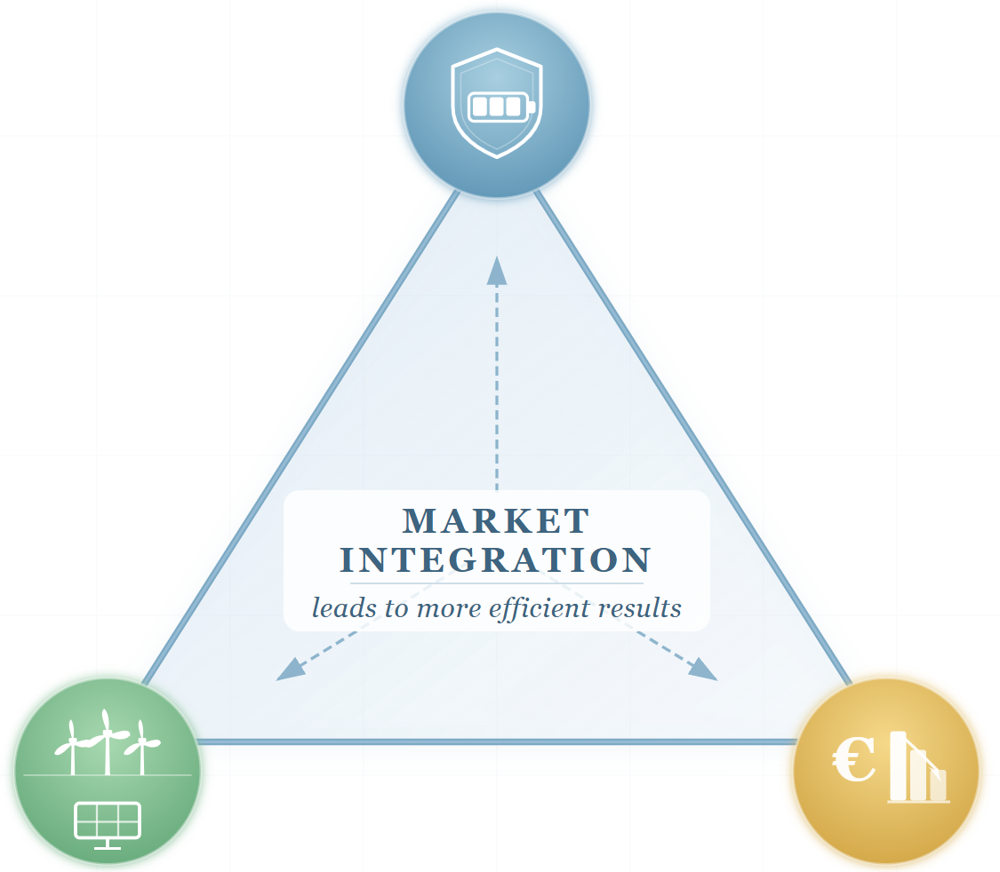 MARKET
INTEGRATION
leads to more efficient results
€